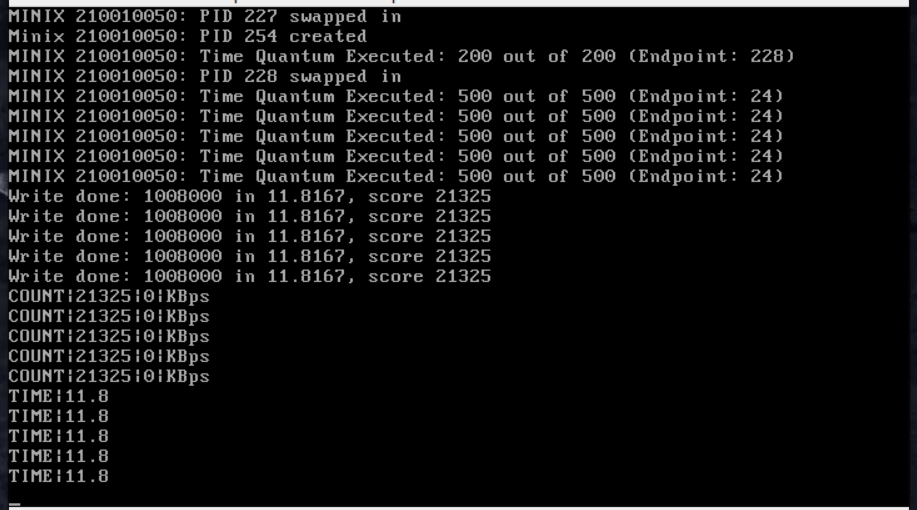 MINIX 210010050: PID 227 swapped in
Minix 210010050: PID 254 created
MINIX 210010050: Time Quantum Executed: 200 out of 200 (Endpoint: 228)
MINIX 210010050: PID 228 swapped in
MINIX 210010050: Time Quantum Executed: 500 out of 500 (Endpoint: 24)
MINIX 210010050: Time Quantum Executed: 500 out of 500 (Endpoint: 24)
MINIX 210010050: Time Quantum Executed: 500 out of 500 (Endpoint: 24)
MINIX 210010050: Time Quantum Executed: 500 out of 500 (Endpoint: 24)
MINIX 210010050: Time Quantum Executed: 500 out of 500 (Endpoint: 24)
Write done: 1008000 in 11.8167, score 21325
Write done: 1008000 in 11.8167, score 21325
Write done: 1008000 in 11.8167, score 21325
Write done: 1008000 in 11.8167, score 21325
Write done: 1008000 in 11.8167, score 21325
COUNT|21325|0|KBps
COUNT|21325|0|KBps
COUNT|21325|0|KBps
COUNT|21325|0|KBps
COUNT|21325|0|KBps
TIME|11.8
TIME|11.8
TIME|11.8
TIME|11.8
TIME|11.8